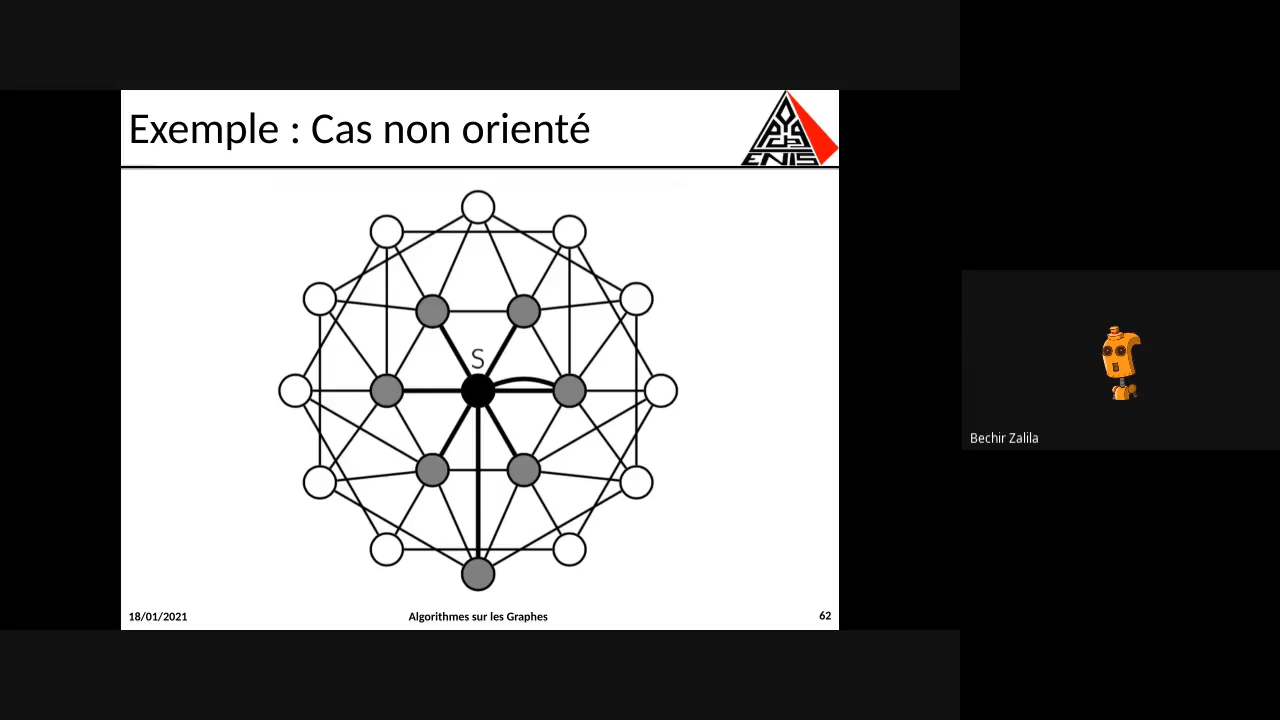 Exemple : Cas non orienté
ENIS
S
Bechir Zalila
18/01/2021
Algorithmes sur les Graphes
62